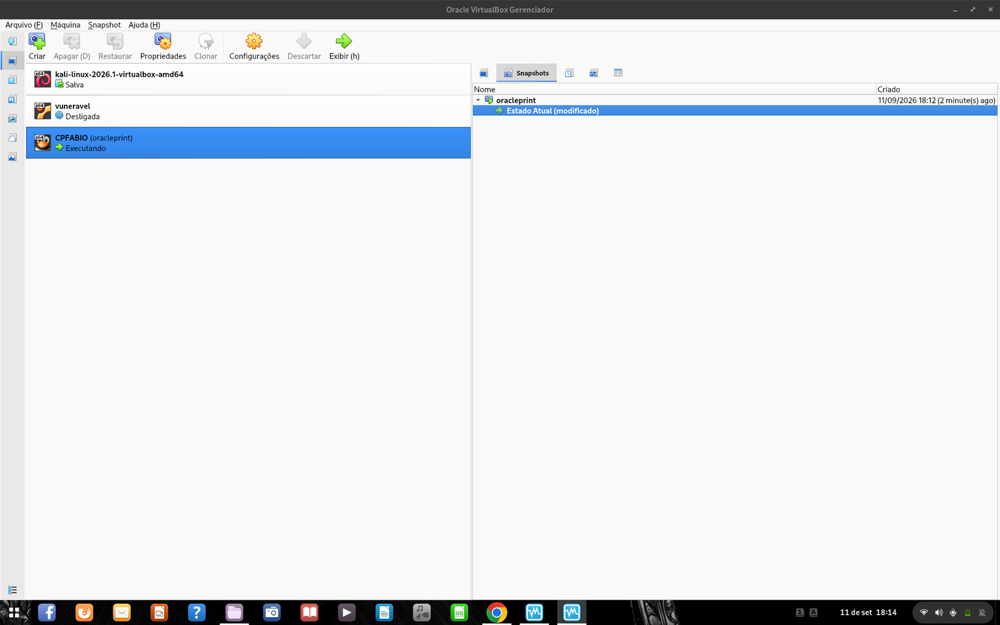 Oracle VirtualBox Gerenciador
Arquivo (F) Máquina Snapshot Ajuda (H)
Criar Apagar (D) Restaurar Propriedades Clonar Configurações Descartar Exibir (h)
x64 kali-linux-2026.1-virtualbox-amd64
Salva
x64 vuneravel
Desligada
x64 CPFABIO (oracleprint)
Executando
Snapshots
Nome Criado
oracleprint 11/09/2026 18:12 (2 minute(s) ago)
Estado Atual (modificado)
1 A 11 de set 18:14